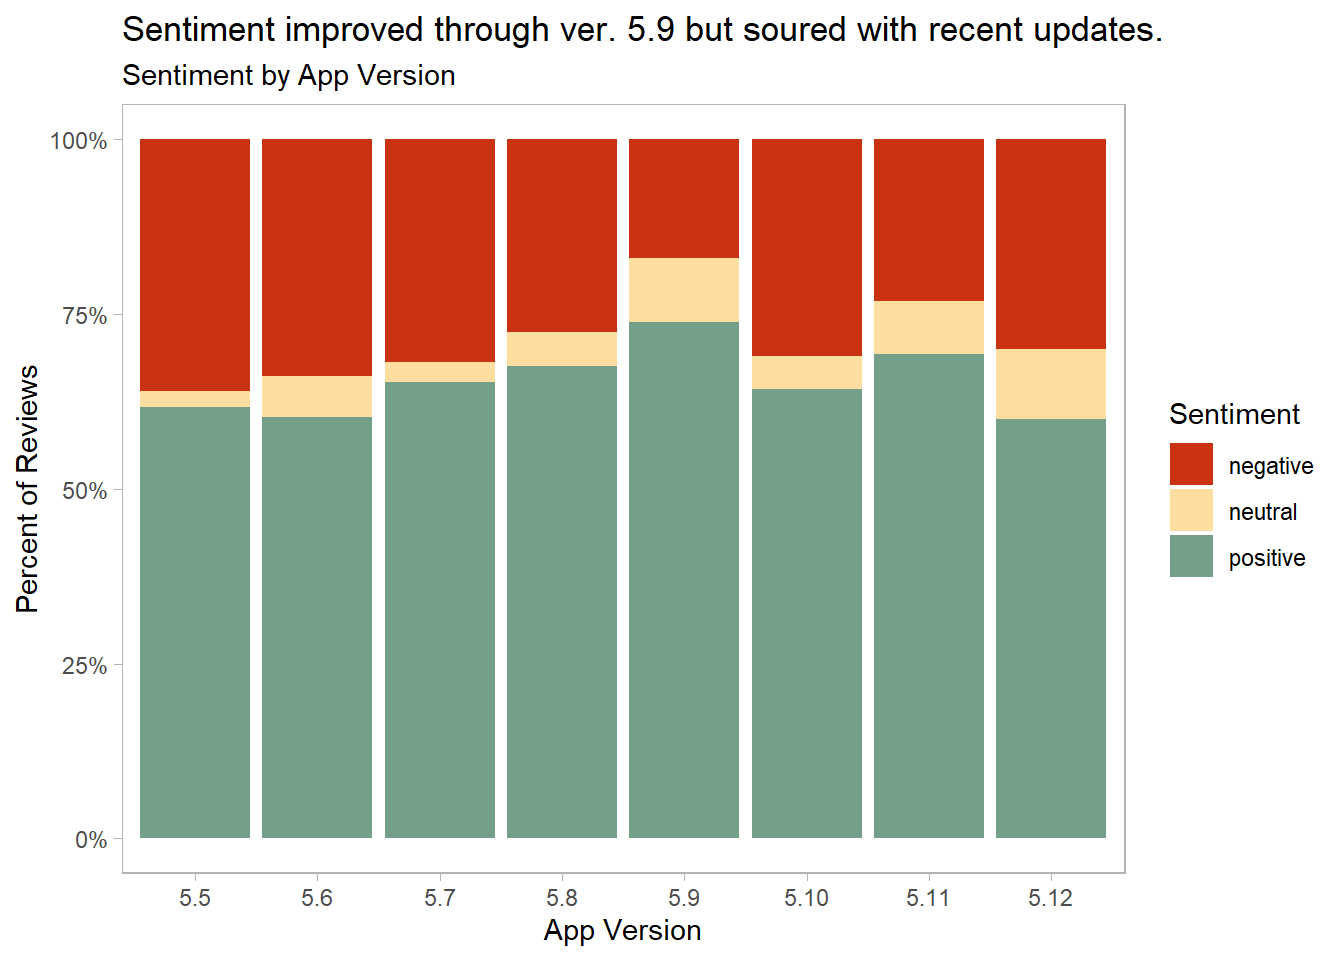 Sentiment improved through ver. 5.9 but soured with recent updates.
Sentiment by App Version
100%
75%
50%
25%
0%
Percent of Reviews
5.5 5.6 5.7 5.8 5.9 5.10 5.11 5.12
App Version
Sentiment
negative
neutral
positive